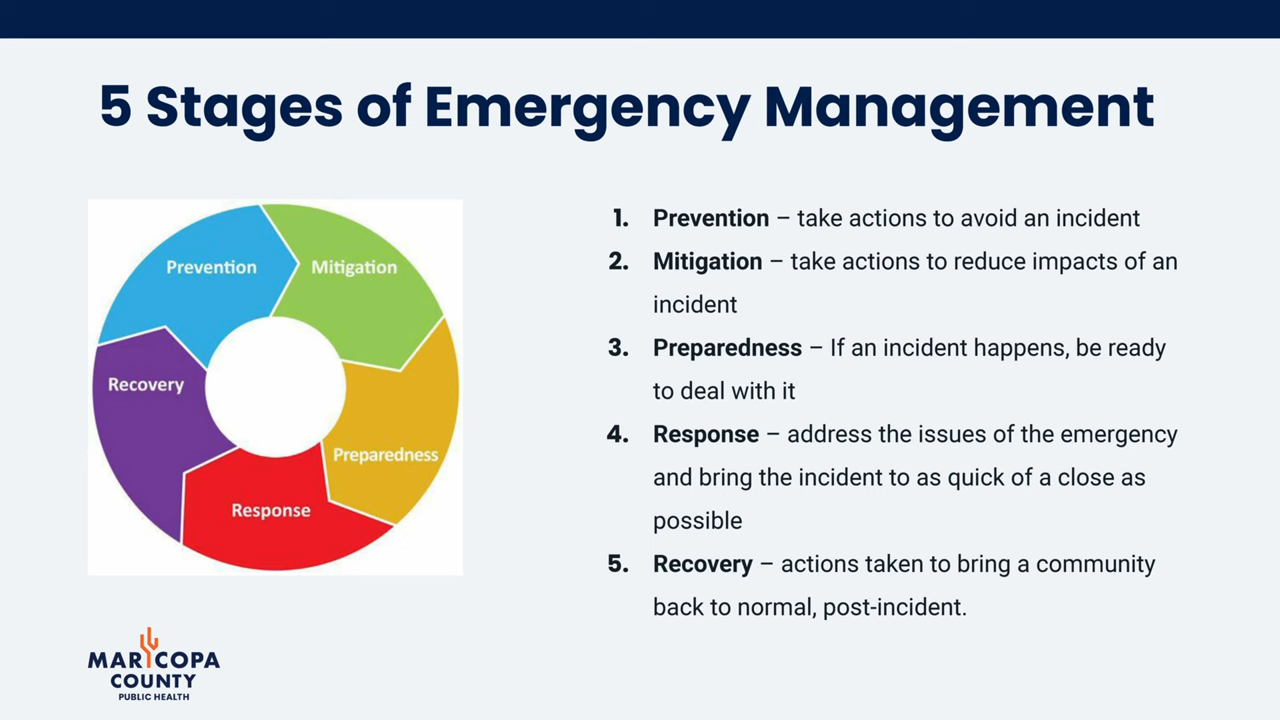 5 Stages of Emergency Management
Prevention
Mitigation
Recovery
Preparedness
Response
1. Prevention – take actions to avoid an incident
2. Mitigation – take actions to reduce impacts of an
incident
3. Preparedness – If an incident happens, be ready
to deal with it
4. Response – address the issues of the emergency
and bring the incident to as quick of a close as
possible
5. Recovery – actions taken to bring a community
back to normal, post-incident.
MARICOPA
COUNTY
PUBLIC HEALTH